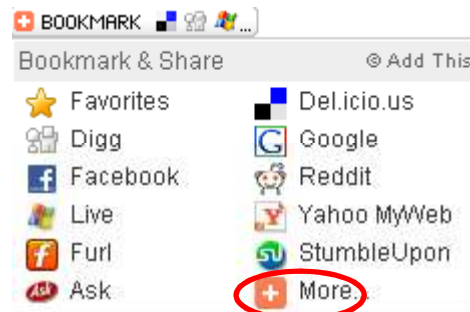 BOOKMARK ...
Bookmark & Share © Add This
Favorites Del.icio.us
Digg Google
Facebook Reddit
Live Yahoo MyWeb
Furl StumbleUpon
Ask More...